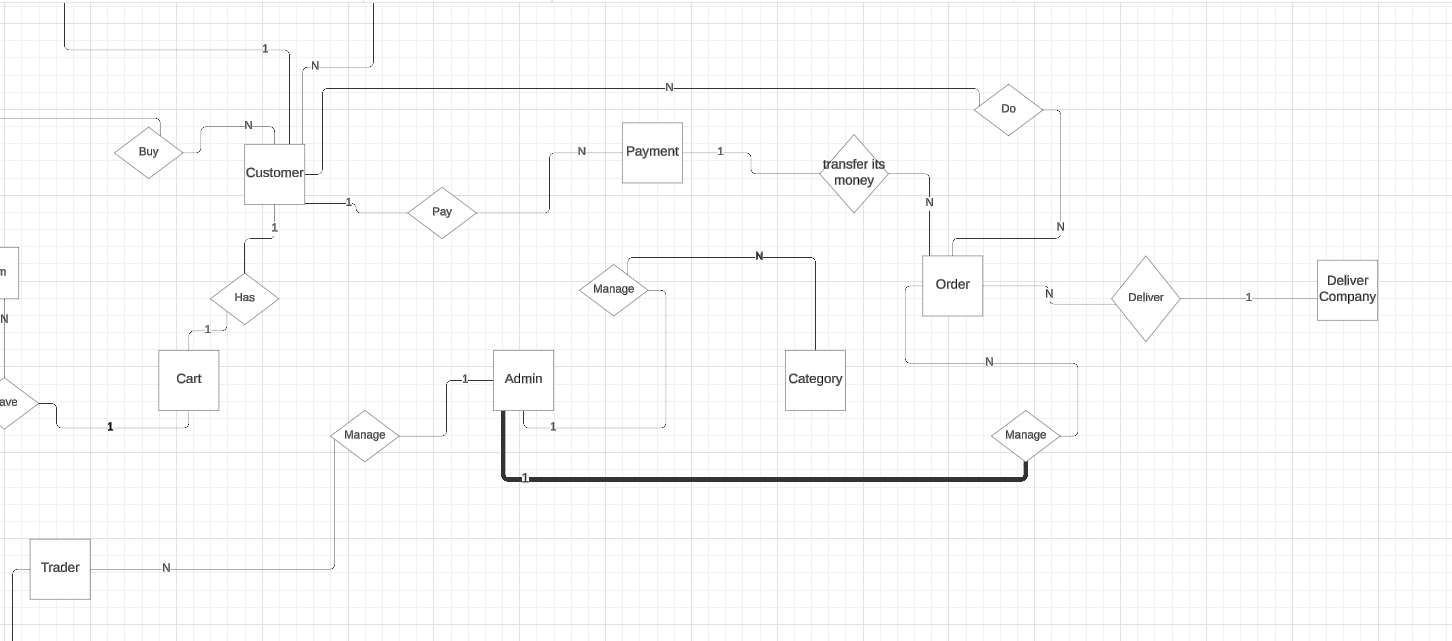 1
N
N
Do
N
Buy
Customer
N
Payment
1
transfer its
money
1
Pay
N
N
1
N
Manage
Order
N
Deliver
1
Deliver
Company
m
Has
N
1
N
Cart
1
Admin
Category
ave
1
Manage
1
Manage
1
Trader
N